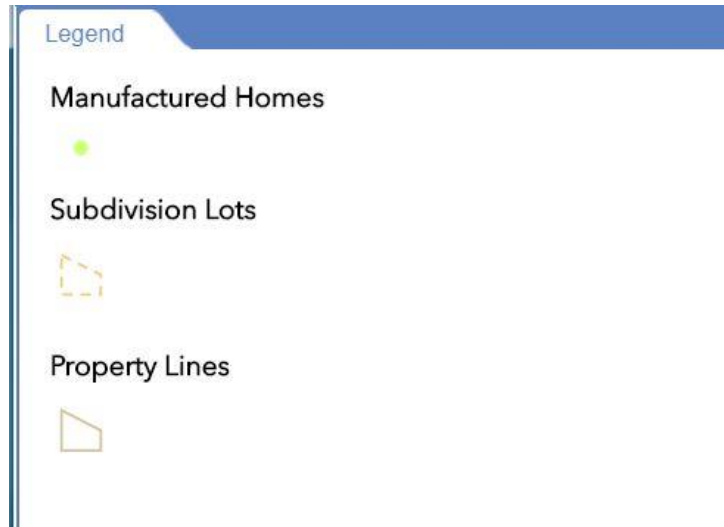 Legend
Manufactured Homes
Subdivision Lots
Property Lines